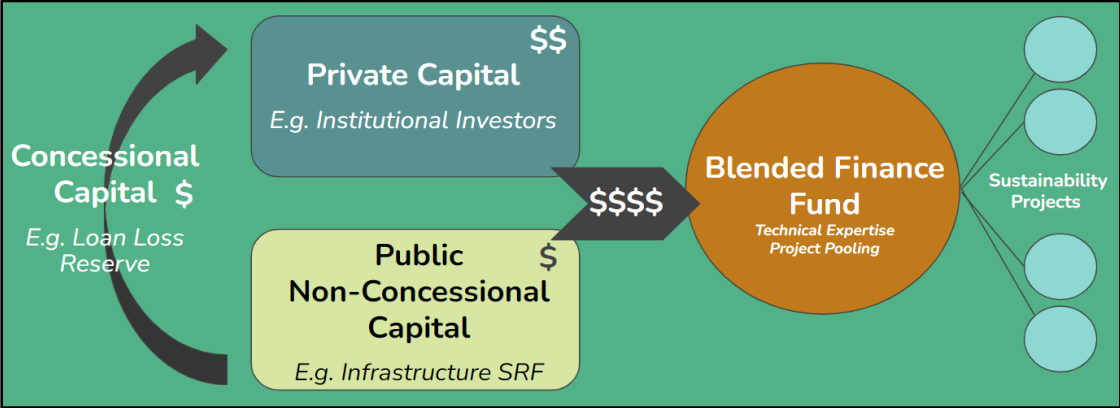 Concessional
Capital $
E.g. Loan Loss
Reserve
$$
Private Capital
E.g. Institutional Investors
Public $
Non-Concessional
Capital
E.g. Infrastructure SRF
$$$$
Blended Finance
Fund
Technical Expertise
Project Pooling
Sustainability
Projects